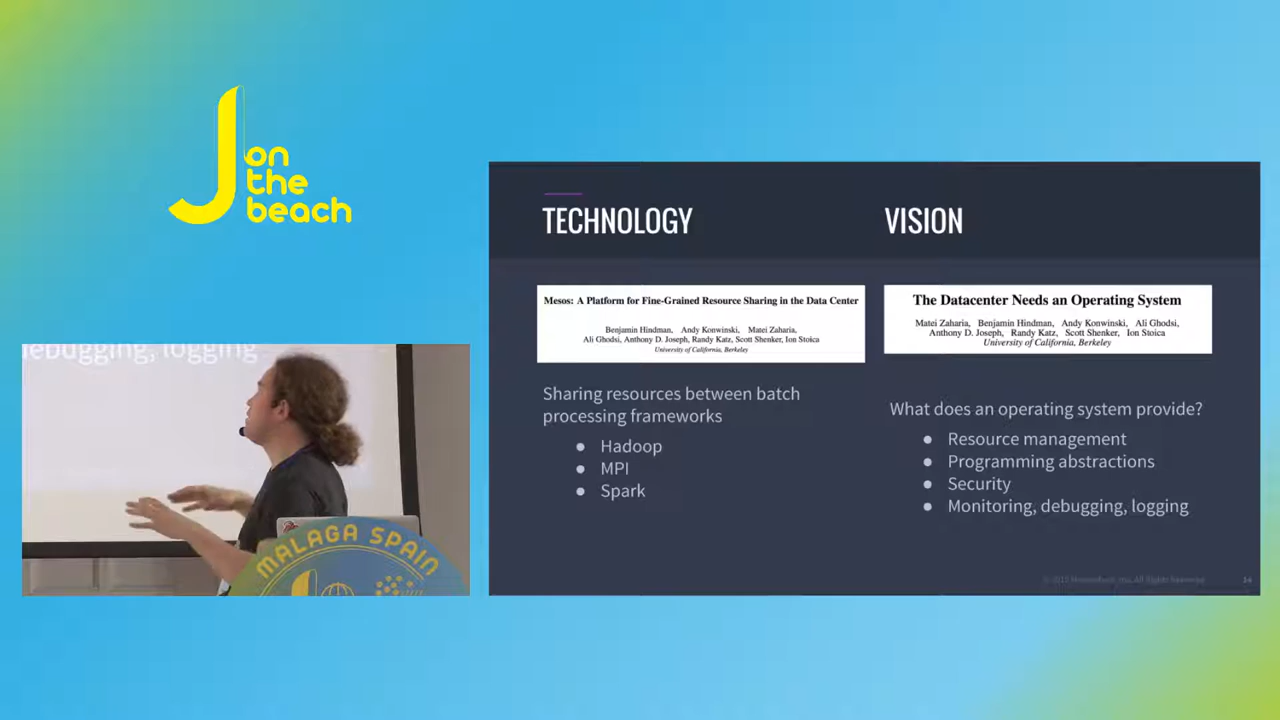 J on
the
beach
debugging, logging
MALAGA SPAIN
TECHNOLOGY
Mesos: A Platform for Fine-Grained Resource Sharing in the Data Center
Benjamin Hindman, Andy Konwinski, Matei Zaharia,
Ali Ghodsi, Anthony D. Joseph, Randy Katz, Scott Shenker, Ion Stoica
University of California, Berkeley
Sharing resources between batch
processing frameworks
● Hadoop
● MPI
● Spark
VISION
The Datacenter Needs an Operating System
Matei Zaharia, Benjamin Hindman, Andy Konwinski, Ali Ghodsi,
Anthony D. Joseph, Randy Katz, Scott Shenker, Ion Stoica
University of California, Berkeley
What does an operating system provide?
● Resource management
● Programming abstractions
● Security
● Monitoring, debugging, logging
All Rights Reserved